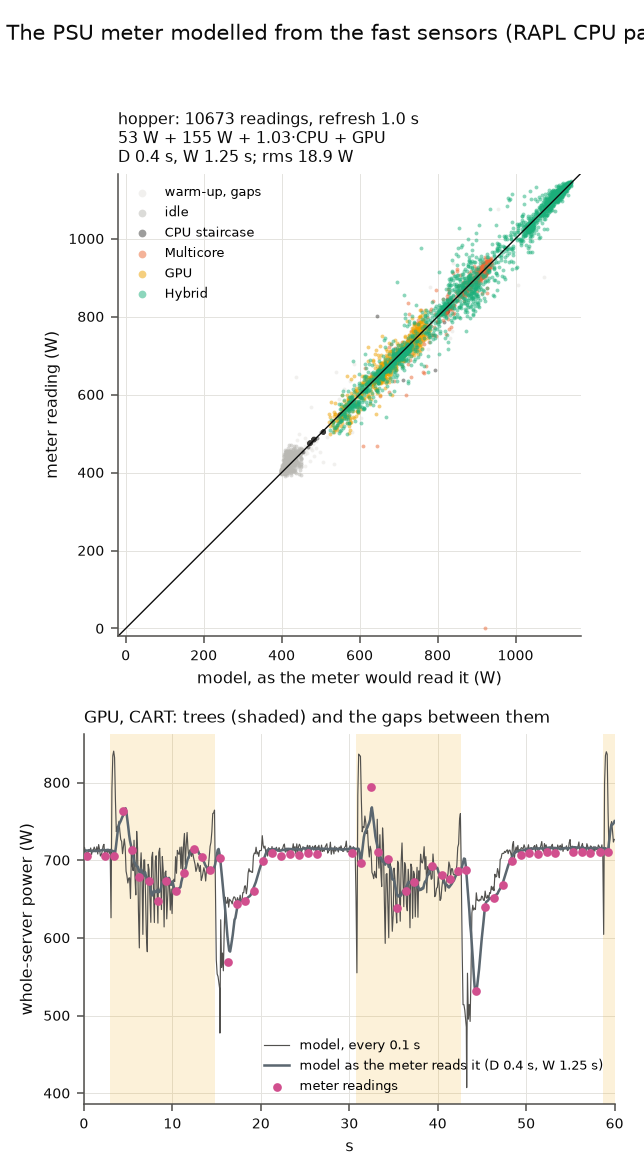 The PSU meter modelled from the fast sensors (RAPL CPU pa
hopper: 10673 readings, refresh 1.0 s
53 W + 155 W + 1.03·CPU + GPU
D 0.4 s, W 1.25 s; rms 18.9 W
warm-up, gaps
idle
CPU staircase
Multicore
GPU
Hybrid
meter reading (W)
1000
800
600
400
200
0
0 200 400 600 800 1000
model, as the meter would read it (W)
GPU, CART: trees (shaded) and the gaps between them
whole-server power (W)
800
700
600
500
400
model, every 0.1 s
model as the meter reads it (D 0.4 s, W 1.25 s)
meter readings
0 10 20 30 40 50 60
s